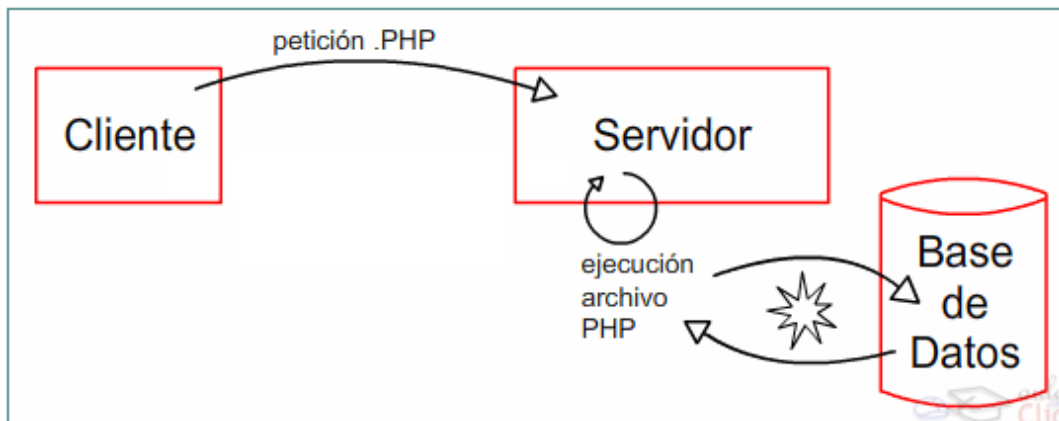 petición .PHP
Cliente
Servidor
ejecución
archivo
PHP
Base
de
Datos